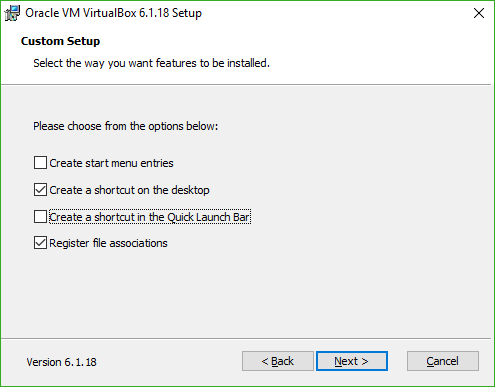 Oracle VM VirtualBox 6.1.18 Setup
Custom Setup
Select the way you want features to be installed.
Please choose from the options below:
Create start menu entries
Create a shortcut on the desktop
Create a shortcut in the Quick Launch Bar
Register file associations
Version 6.1.18
< Back
Next >
Cancel